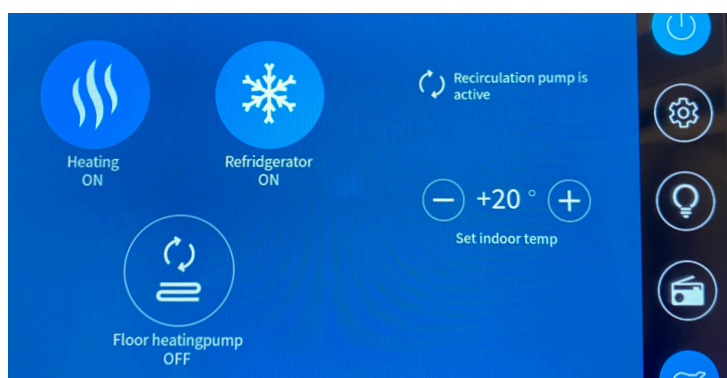 Recirculation pump is
active
Heating
ON
Refridgerator
ON
+20 °
Set indoor temp
Floor heatingpump
OFF